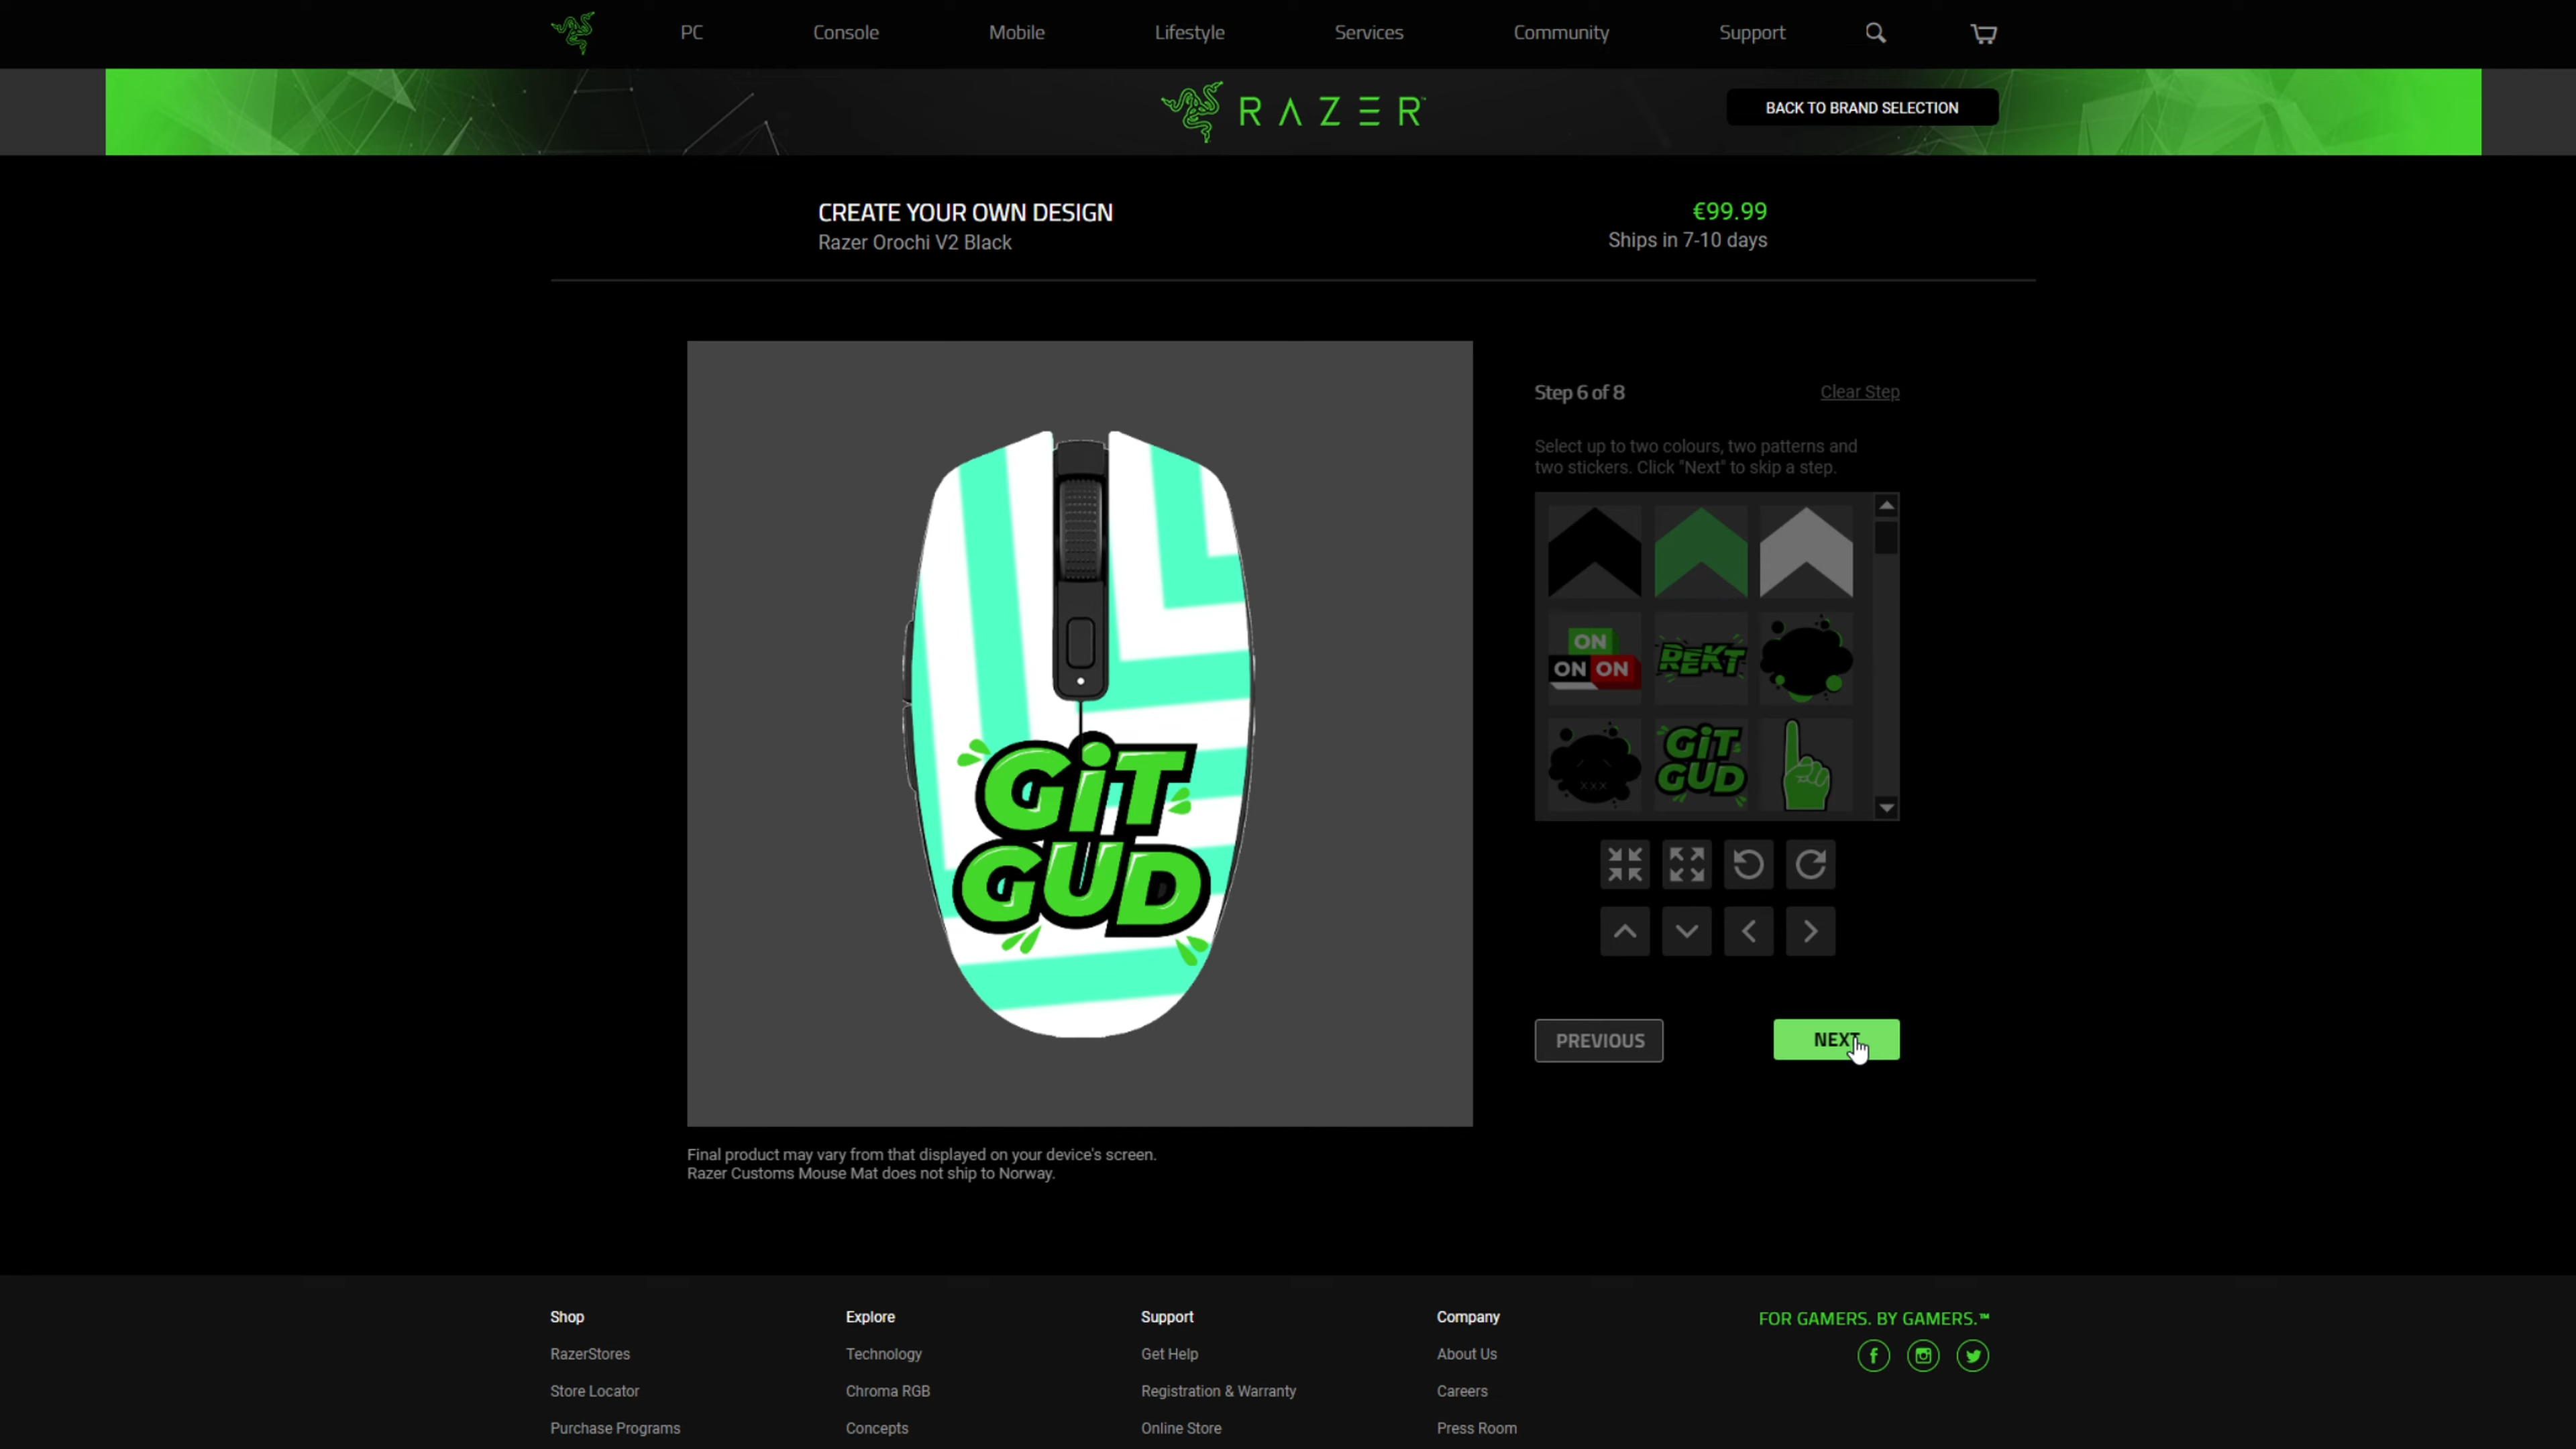 PC
Console
Mobile
Lifestyle
Services
Community
Support
RAZER
BACK TO BRAND SELECTION
CREATE YOUR OWN DESIGN
Razer Orochi V2 Black
€99.99
Ships in 7-10 days
GiT
GUD
Step 6 of 8
Clear Step
Select up to two colours, two patterns and
two stickers. Click "Next" to skip a step.
ON
ON ON
REKT
XXX
GiT
GUD
PREVIOUS
NEXT
Final product may vary from that displayed on your device's screen.
Razer Customs Mouse Mat does not ship to Norway.
Shop
RazerStores
Store Locator
Purchase Programs
Explore
Technology
Chroma RGB
Concepts
Support
Get Help
Registration & Warranty
Online Store
Company
About Us
Careers
Press Room
FOR GAMERS. BY GAMERS.™